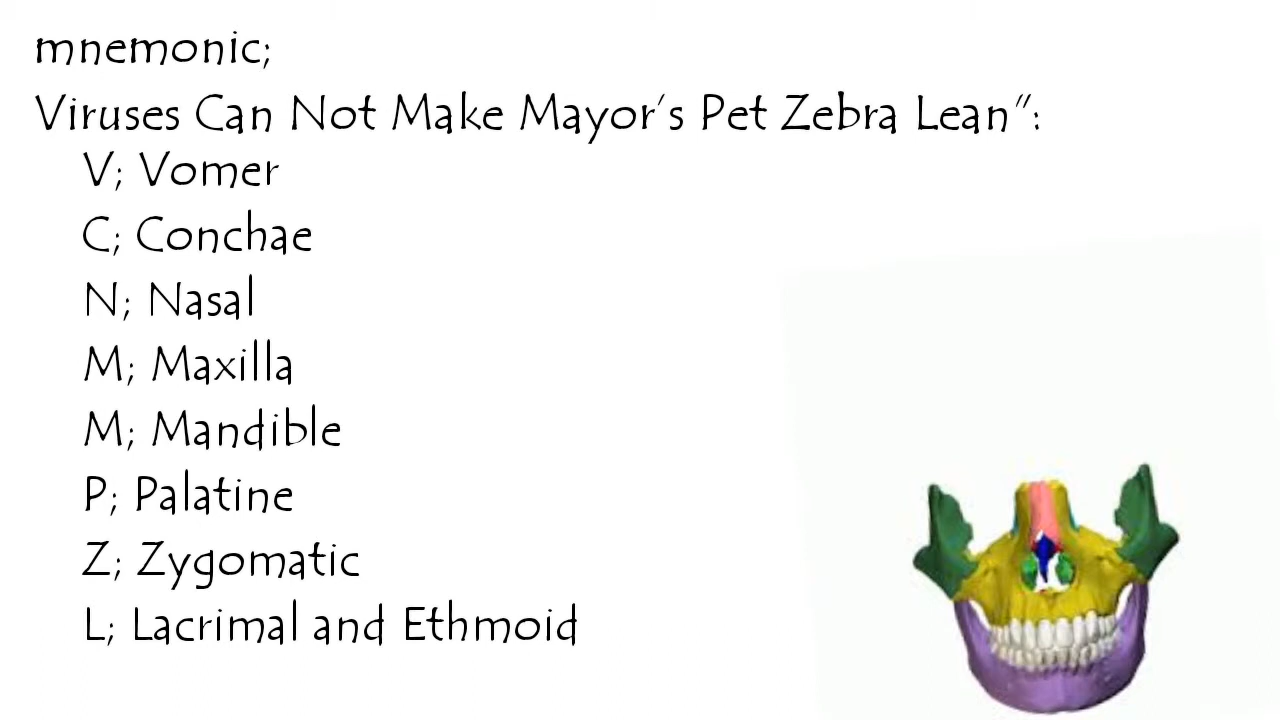 mnemonic;
Viruses Can Not Make Mayor's Pet Zebra Lean":
V; Vomer
C; Conchae
N; Nasal
M; Maxilla
M; Mandible
P; Palatine
Z; Zygomatic
L; Lacrimal and Ethmoid